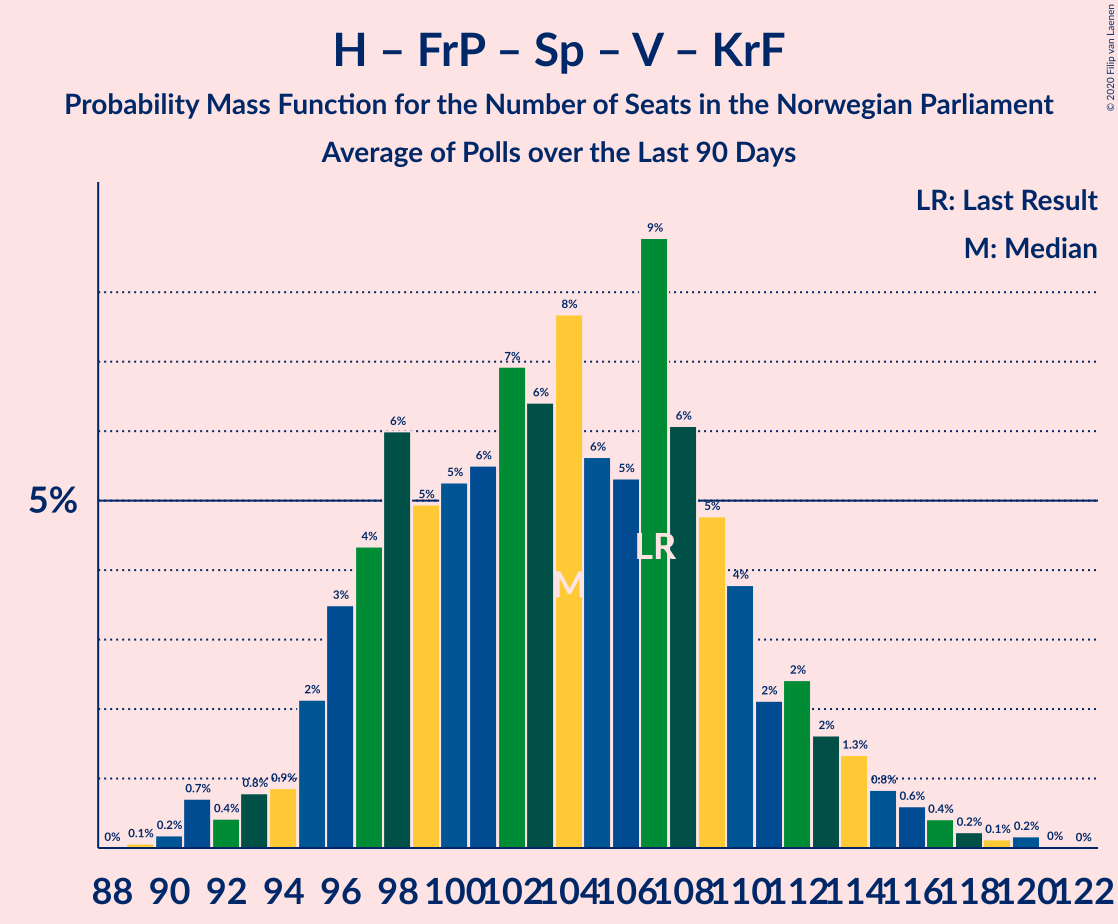 H – FrP – Sp – V – KrF
Probability Mass Function for the Number of Seats in the Norwegian Parliament
Average of Polls over the Last 90 Days
© 2020 Filip van Laenen
LR: Last Result
M: Median
5%
0% 0.1% 0.2% 0.7% 0.4% 0.8% 0.9% 2% 3% 4% 6% 5% 5% 6% 7% 6% 8% 6% 5% 9% 6% 5% 4% 2% 2% 2% 1.3% 0.8% 0.6% 0.4% 0.2% 0.1% 0.2% 0% 0%
LR
M
88 90 92 94 96 98 100 102 104 106 108 110 112 114 116 118 120 122